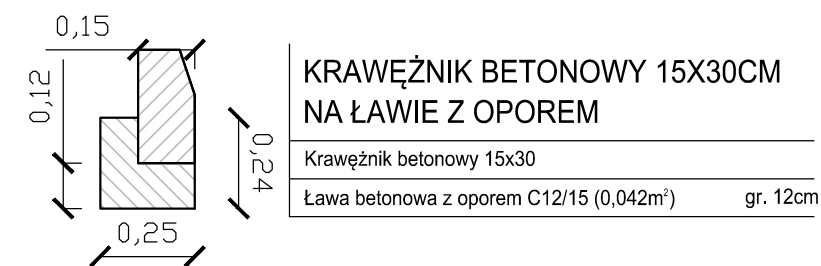 0,15
0,12
0,24
0,25
KRAWĘŻNIK BETONOWY 15X30CM
NA ŁAWIE Z OPOREM
Krawężnik betonowy 15x30
Ława betonowa z oporem C12/15 (0,042m²) gr. 12cm